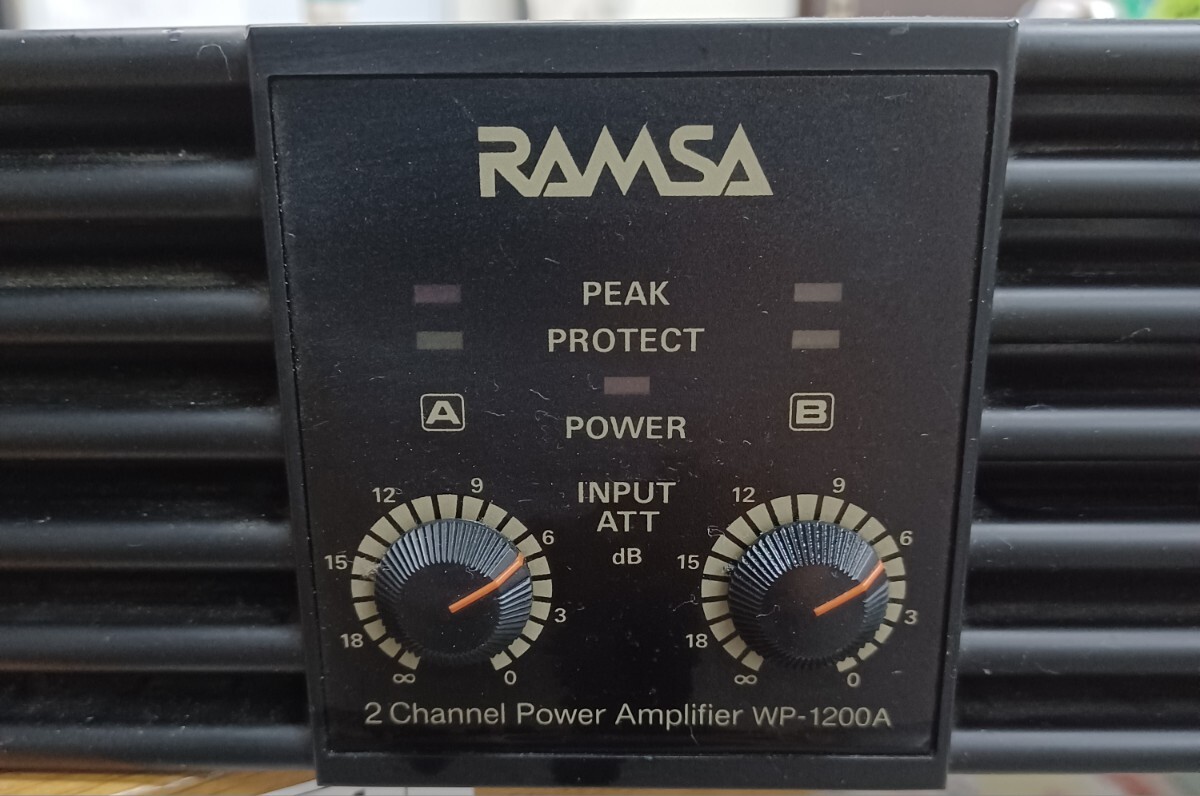 RAMSA
PEAK
PROTECT
A
B
POWER
INPUT
ATT
dB
12 9 6 15 3 18 ∞ 0
12 9 6 15 3 18 ∞ 0
2 Channel Power Amplifier WP-1200A